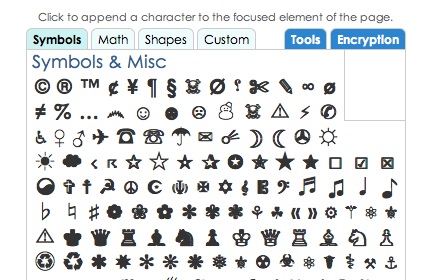 Click to append a character to the focused element of the page.
Symbols Math Shapes Custom Tools Encryption
Symbols & Misc
© ® ™ ¢ ¥ ¶ § ☠ Ø ? ✂ ✎ ∞ ø
≠ % … ☺ ☻ ☹ ☃ ⚠ ⚡ ✆
♿ ♀ ♂ ✈ ☎ ☏ ☂ ✉ ☌ ☽ ☾ ✇ ☼
☀ ☁ ☆ ☆ ☆ ☆ ✪ ★ ★ ★ □ ☑ ☒
☯ ✝ ☥ ☭ ☮ ☪ ☫ ✠ ✡ 𝄞 𝄡 𝄢 ♬ ♫ ♩ ♪
♭ ♮ ♯ ❁ ✿ ❀ ⚘ ☘ « » ⚙ ⚚ ⚛ ⚜
⚠ ♚ ♛ ♜ ♝ ♞ ♟ ♔ ♕ ♖ ♗ ♘ ♙
♻ ♲ ☢ ☣ ⚛ ⚕